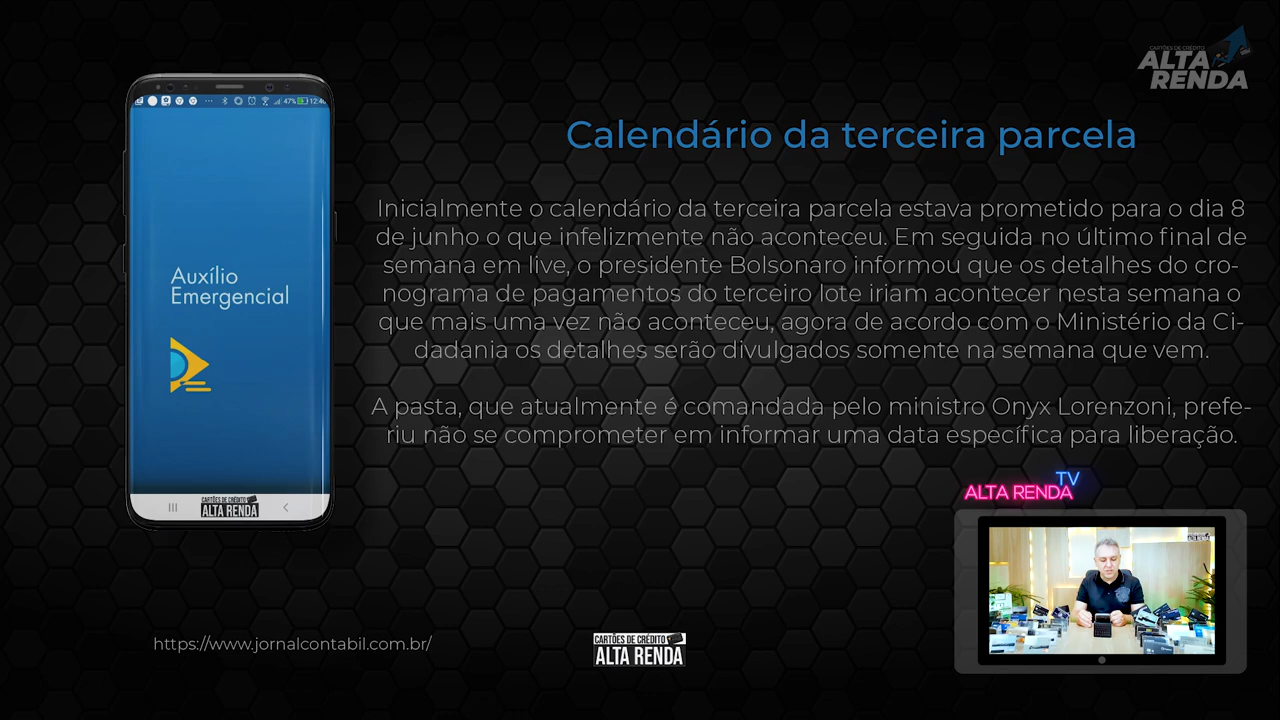 CARTÕES DE CRÉDITO
ALTA
RENDA
47% 12:40
Calendário da terceira parcela
Inicialmente o calendário da terceira parcela estava prometido para o dia 8
de junho o que infelizmente não aconteceu. Em seguida no último final de
semana em live, o presidente Bolsonaro informou que os detalhes do cro-
nograma de pagamentos do terceiro lote iriam acontecer nesta semana o
que mais uma vez não aconteceu, agora de acordo com o Ministério da Ci-
dadania os detalhes serão divulgados somente na semana que vem.
A pasta, que atualmente é comandada pelo ministro Onyx Lorenzoni, prefe-
riu não se comprometer em informar uma data específica para liberação.
Auxílio
Emergencial
CARTÕES DE CRÉDITO
ALTA RENDA
TV
ALTA RENDA
https://www.jornalcontabil.com.br/
CARTÕES DE CRÉDITO
ALTA RENDA